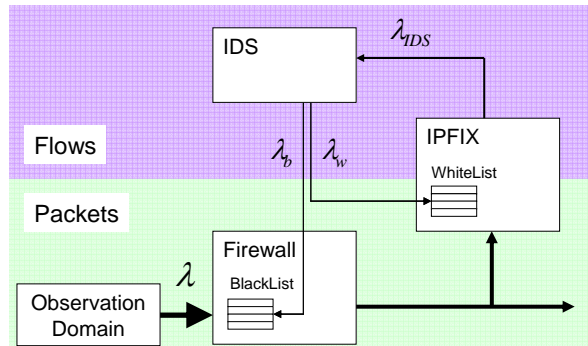 IDS
λIDS
IPFIX
Flows
λb
λw
WhiteList
Packets
Firewall
λ
BlackList
Observation
Domain